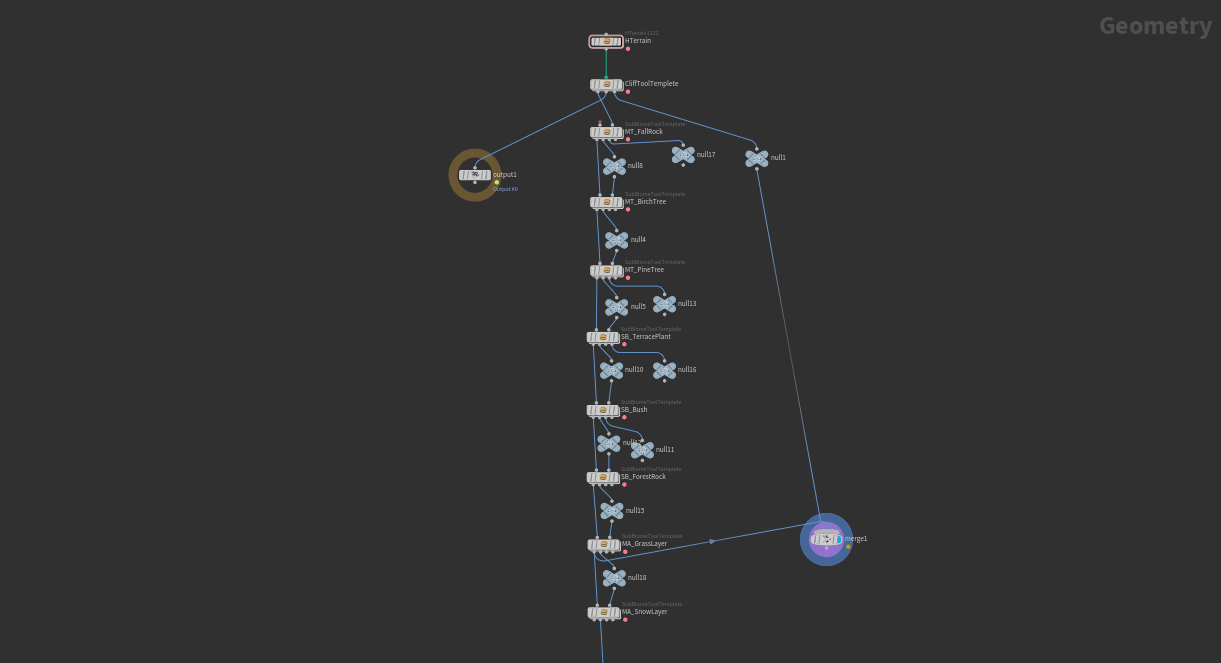 Geometry
HTerrain
CliffToolTemplete
SubBiomeToolTemplate
MT_FallRock
null17
null1
null8
output1
Output #0
SubBiomeToolTemplate
MT_BirchTree
null4
SubBiomeToolTemplate
MT_PineTree
null5
null13
SubBiomeToolTemplate
SB_TerracePlant
null10
null16
SubBiomeToolTemplate
SB_Bush
null11
SubBiomeToolTemplate
SB_ForestRock
null15
SubBiomeToolTemplate
MA_GrassLayer
merge1
null18
SubBiomeToolTemplate
MA_SnowLayer